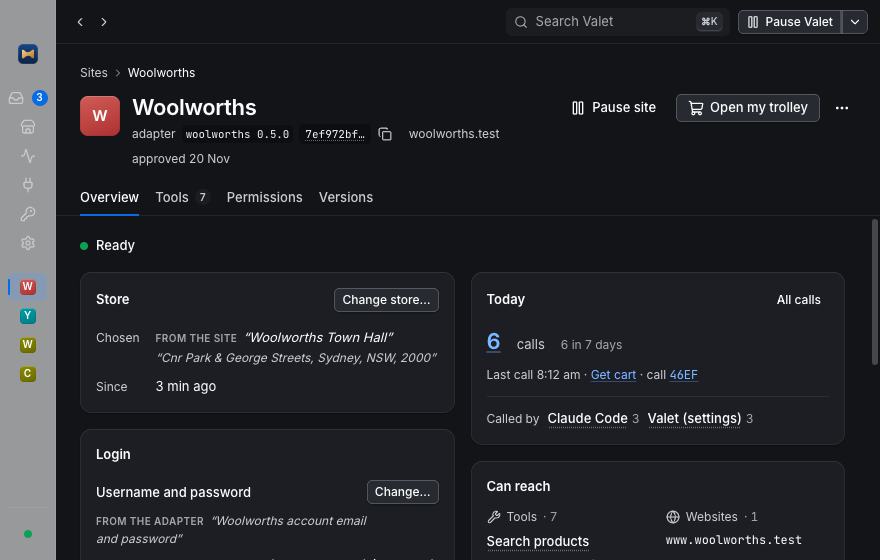 Search Valet
⌘K
Pause Valet
3
Sites
Woolworths
W
Woolworths
Pause site
Open my trolley
adapter woolworths 0.5.0 7ef972bf… woolworths.test
approved 20 Nov
Overview
Tools 7
Permissions
Versions
Ready
W
Y
W
C
Store
Change store…
Chosen FROM THE SITE “Woolworths Town Hall”
“Cnr Park & George Streets, Sydney, NSW, 2000”
Since 3 min ago
Login
Username and password
Change…
FROM THE ADAPTER “Woolworths account email
and password”
Today
All calls
6 calls 6 in 7 days
Last call 8:12 am · Get cart · call 46EF
Called by Claude Code 3 Valet (settings) 3
Can reach
Tools · 7
Websites · 1
Search products
www.woolworths.test